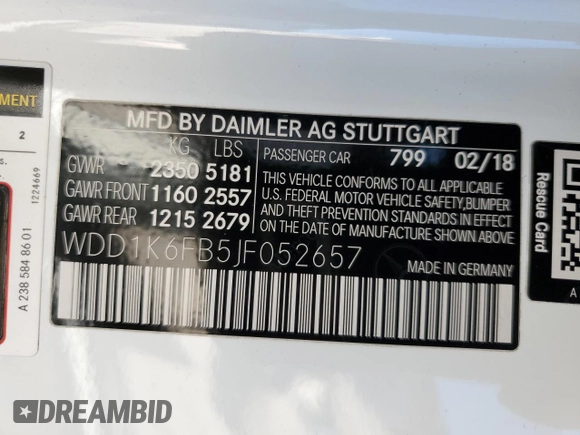 MFD BY DAIMLER AG STUTTGART
KG LBS PASSENGER CAR 799 02/18
GVWR 2350 5181
GAWR FRONT 1160 2557
GAWR REAR 1215 2679
THIS VEHICLE CONFORMS TO ALL APPLICABLE
U.S. FEDERAL MOTOR VEHICLE SAFETY,BUMPER
AND THEFT PREVENTION STANDARDS IN EFFECT
ON THE DATE OF MANUFACTURE SHOWN ABOVE.
WDD1K6FB5JF052657
MADE IN GERMANY
MENT
2
s.
1224669
A 238 584 86 01
Rescue Code
A
DREAMBID